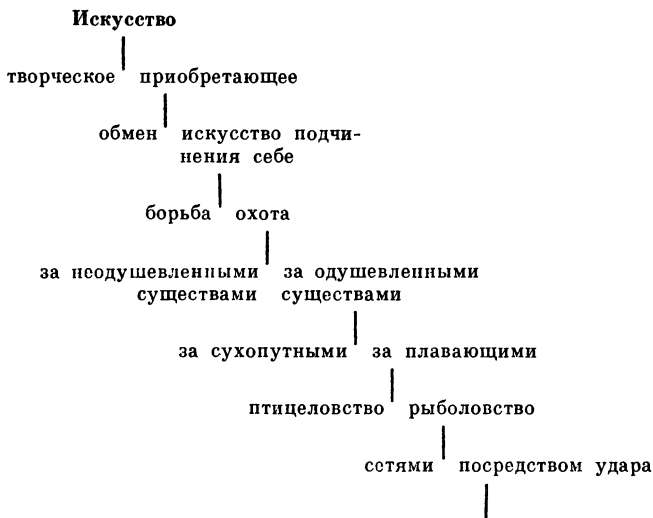 Искусство
творческое приобретающее
обмен искусство подчи-
нения себе
борьба охота
за неодушевленными за одушевленными
существами существами
за сухопутными за плавающими
птицеловство рыболовство
сетями посредством удара